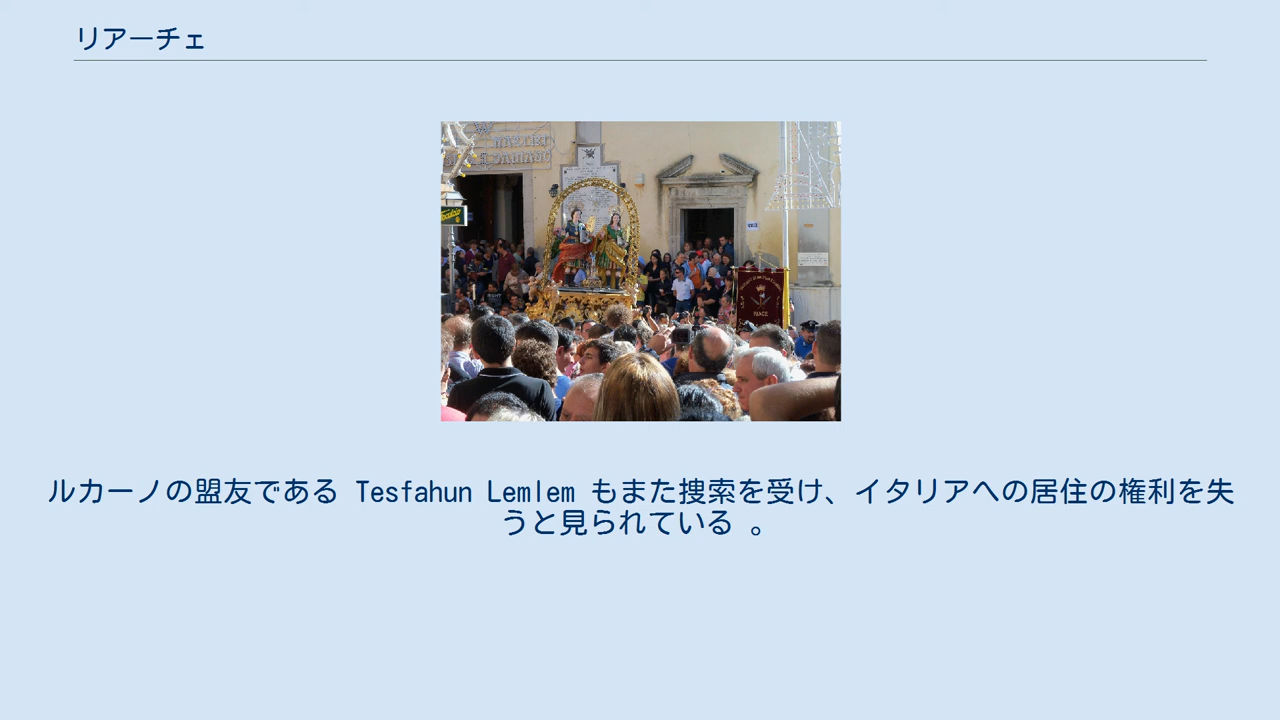 リアーチェ
RIACE
ルカーノの盟友である Tesfahun Lemlem もまた捜索を受け、イタリアへの居住の権利を失
うと見られている 。